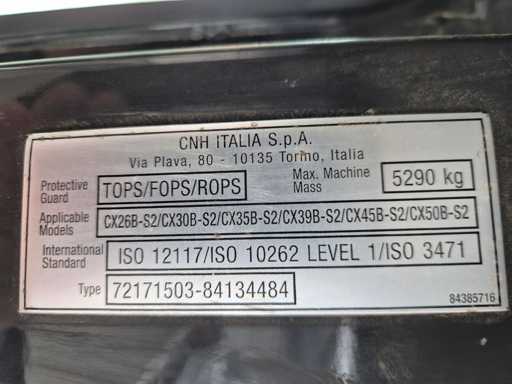 CNH ITALIA S.p.A.
Via Plava, 80 - 10135 Torino, Italia
Protective Guard TOPS/FOPS/ROPS Max. Machine Mass 5290 kg
Applicable Models CX26B-S2/CX30B-S2/CX35B-S2/CX39B-S2/CX45B-S2/CX50B-S2
International Standard ISO 12117/ISO 10262 LEVEL 1/ISO 3471
Type 72171503-84134484
84385716